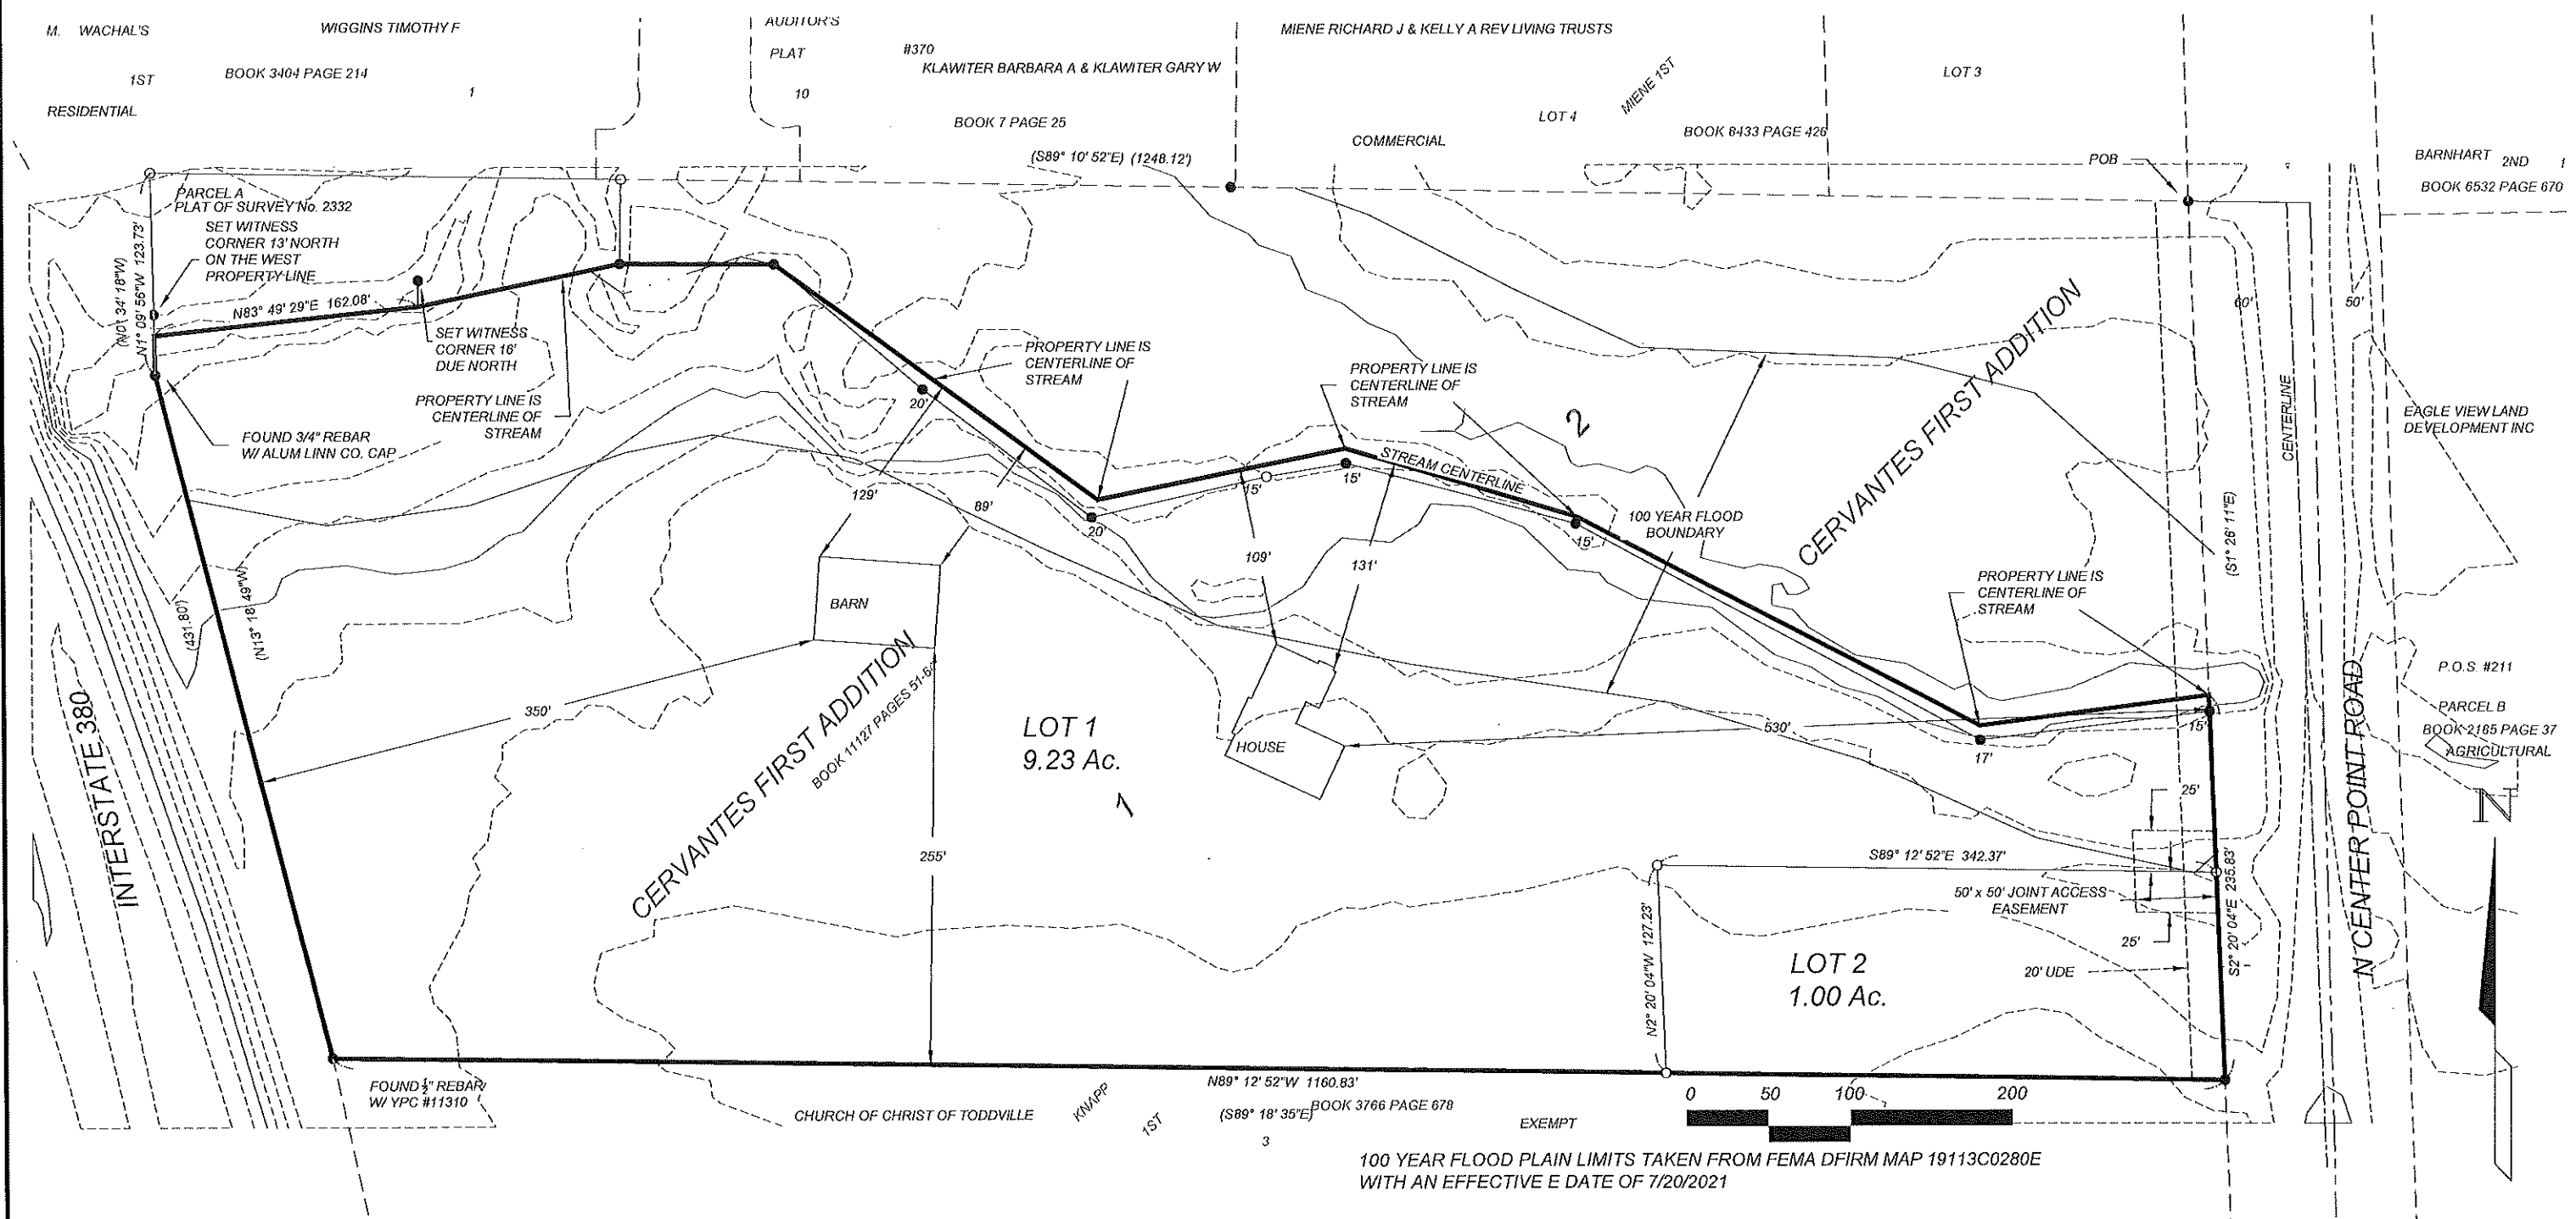 M. WACHAL'S
1ST
RESIDENTIAL
WIGGINS TIMOTHY F
BOOK 3404 PAGE 214
1
AUDITOR'S
PLAT
#370
KLAWITER BARBARA A & KLAWITER GARY W
10
BOOK 7 PAGE 25
MIENE RICHARD J & KELLY A REV LIVING TRUSTS
MIENE 1ST
LOT 4
COMMERCIAL
BOOK 8433 PAGE 426
LOT 3
POB
BARNHART 2ND 1
BOOK 6532 PAGE 670
(S89° 10' 52"E) (1248.12')
PARCEL A
PLAT OF SURVEY No. 2332
SET WITNESS
CORNER 13' NORTH
ON THE WEST
PROPERTY LINE
(N0° 34' 18"W)
N1° 09' 56"W 123.73'
N83° 49' 29"E 162.08'
SET WITNESS
CORNER 16'
DUE NORTH
PROPERTY LINE IS
CENTERLINE OF
STREAM
FOUND 3/4" REBAR
W/ ALUM LINN CO. CAP
PROPERTY LINE IS
CENTERLINE OF
STREAM
PROPERTY LINE IS
CENTERLINE OF
STREAM
STREAM CENTERLINE
2
CERVANTES FIRST ADDITION
100 YEAR FLOOD
BOUNDARY
PROPERTY LINE IS
CENTERLINE OF
STREAM
60'
50'
CENTERLINE
(S1° 26' 11"E)
EAGLE VIEW LAND
DEVELOPMENT INC
20'
20'
15'
15'
15'
17'
15'
129'
89'
109'
131'
BARN
HOUSE
350'
530'
255'
(431.80')
(N13° 18' 49"W)
INTERSTATE 380
CERVANTES FIRST ADDITION
BOOK 11127 PAGES 51-6
LOT 1
9.23 Ac.
1
N CENTER POINT ROAD
P.O.S. #211
PARCEL B
BOOK 2185 PAGE 37
AGRICULTURAL
N
25'
S89° 12' 52"E 342.37'
50' x 50' JOINT ACCESS
EASEMENT
25'
20' UDE
S2° 20' 04"E 235.83'
N2° 20' 04"W 127.23'
LOT 2
1.00 Ac.
FOUND ½" REBAR
W/ YPC #11310
CHURCH OF CHRIST OF TODDVILLE
KNAPP
1ST
N89° 12' 52"W 1160.83'
(S89° 18' 35"E)
BOOK 3766 PAGE 678
3
EXEMPT
0 50 100 200
100 YEAR FLOOD PLAIN LIMITS TAKEN FROM FEMA DFIRM MAP 19113C0280E
WITH AN EFFECTIVE E DATE OF 7/20/2021